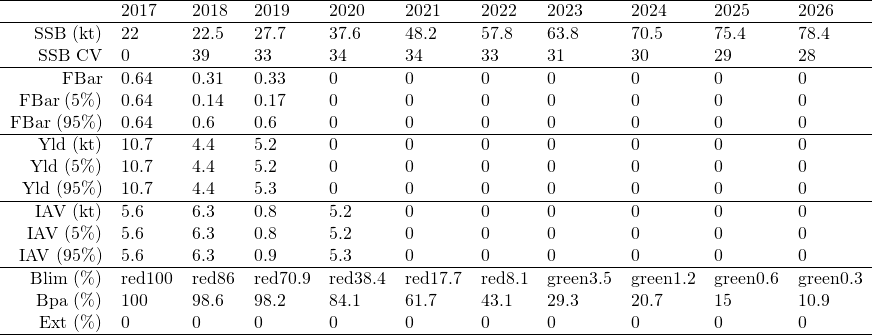 2017 2018 2019 2020 2021 2022 2023 2024 2025 2026
SSB (kt) 22 22.5 27.7 37.6 48.2 57.8 63.8 70.5 75.4 78.4
SSB CV 0 39 33 34 34 33 31 30 29 28
FBar 0.64 0.31 0.33 0 0 0 0 0 0 0
FBar (5%) 0.64 0.14 0.17 0 0 0 0 0 0 0
FBar (95%) 0.64 0.6 0.6 0 0 0 0 0 0 0
Yld (kt) 10.7 4.4 5.2 0 0 0 0 0 0 0
Yld (5%) 10.7 4.4 5.2 0 0 0 0 0 0 0
Yld (95%) 10.7 4.4 5.3 0 0 0 0 0 0 0
IAV (kt) 5.6 6.3 0.8 5.2 0 0 0 0 0 0
IAV (5%) 5.6 6.3 0.8 5.2 0 0 0 0 0 0
IAV (95%) 5.6 6.3 0.9 5.3 0 0 0 0 0 0
Blim (%) red100 red86 red70.9 red38.4 red17.7 red8.1 green3.5 green1.2 green0.6 green0.3
Bpa (%) 100 98.6 98.2 84.1 61.7 43.1 29.3 20.7 15 10.9
Ext (%) 0 0 0 0 0 0 0 0 0 0